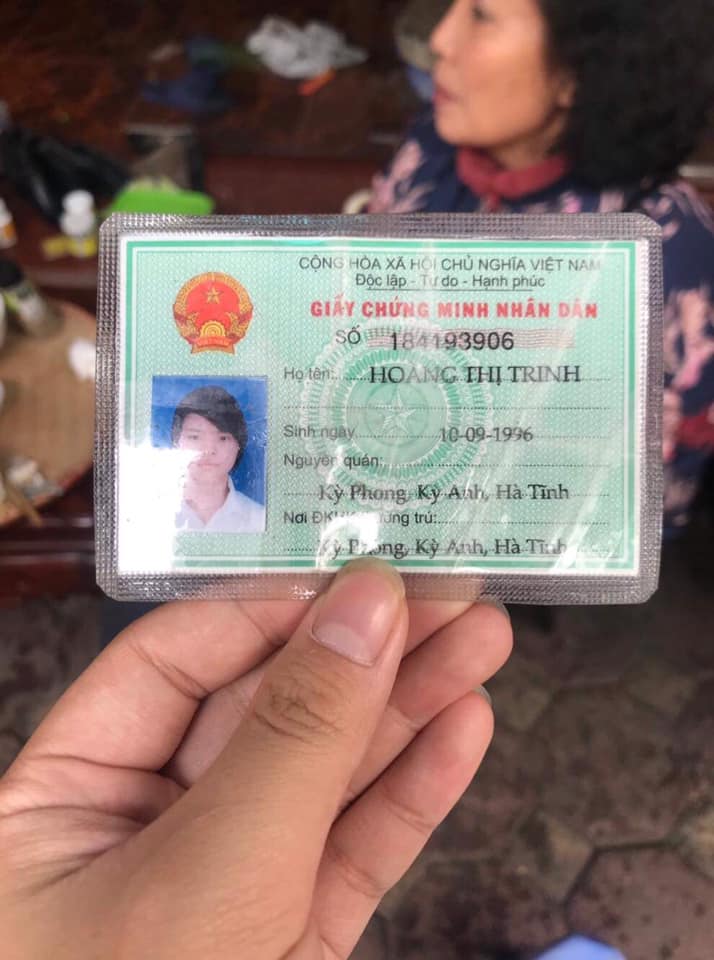 CỘNG HÒA XÃ HỘI CHỦ NGHĨA VIỆT NAM
Độc lập - Tự do - Hạnh phúc
GIẤY CHỨNG MINH NHÂN DÂN
SỐ 184193906
Họ tên: HOÀNG THỊ TRINH
Sinh ngày 10-09-1996
Nguyên quán:
Kỳ Phong, Kỳ Anh, Hà Tĩnh
Nơi thường trú:
Kỳ Phong, Kỳ Anh, Hà Tĩnh